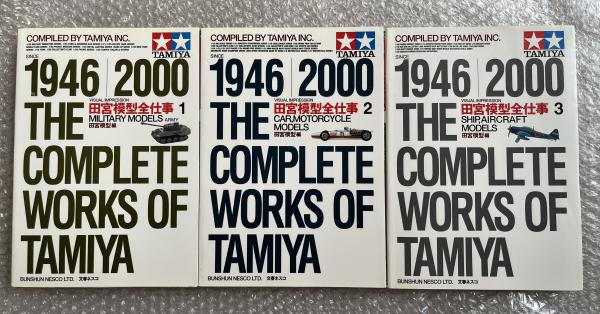 COMPILED BY TAMIYA INC.
TAMIYA
SINCE
1946 2000
VISUAL IMPRESSION
田宮模型全仕事 1
MILITARY MODELS ARMY
田宮模型編
THE
COMPLETE
WORKS OF
TAMIYA
BUNSHUN NESCO LTD. 文春ネスコ
COMPILED BY TAMIYA INC.
TAMIYA
SINCE
1946 2000
VISUAL IMPRESSION
田宮模型全仕事 2
CAR,MOTORCYCLE
MODELS
田宮模型編
THE
COMPLETE
WORKS OF
TAMIYA
BUNSHUN NESCO LTD. 文春ネスコ
COMPILED BY TAMIYA INC.
TAMIYA
SINCE
1946 2000
VISUAL IMPRESSION
田宮模型全仕事 3
SHIP,AIRCRAFT
MODELS
田宮模型編
THE
COMPLETE
WORKS OF
TAMIYA
BUNSHUN NESCO LTD. 文春ネスコ